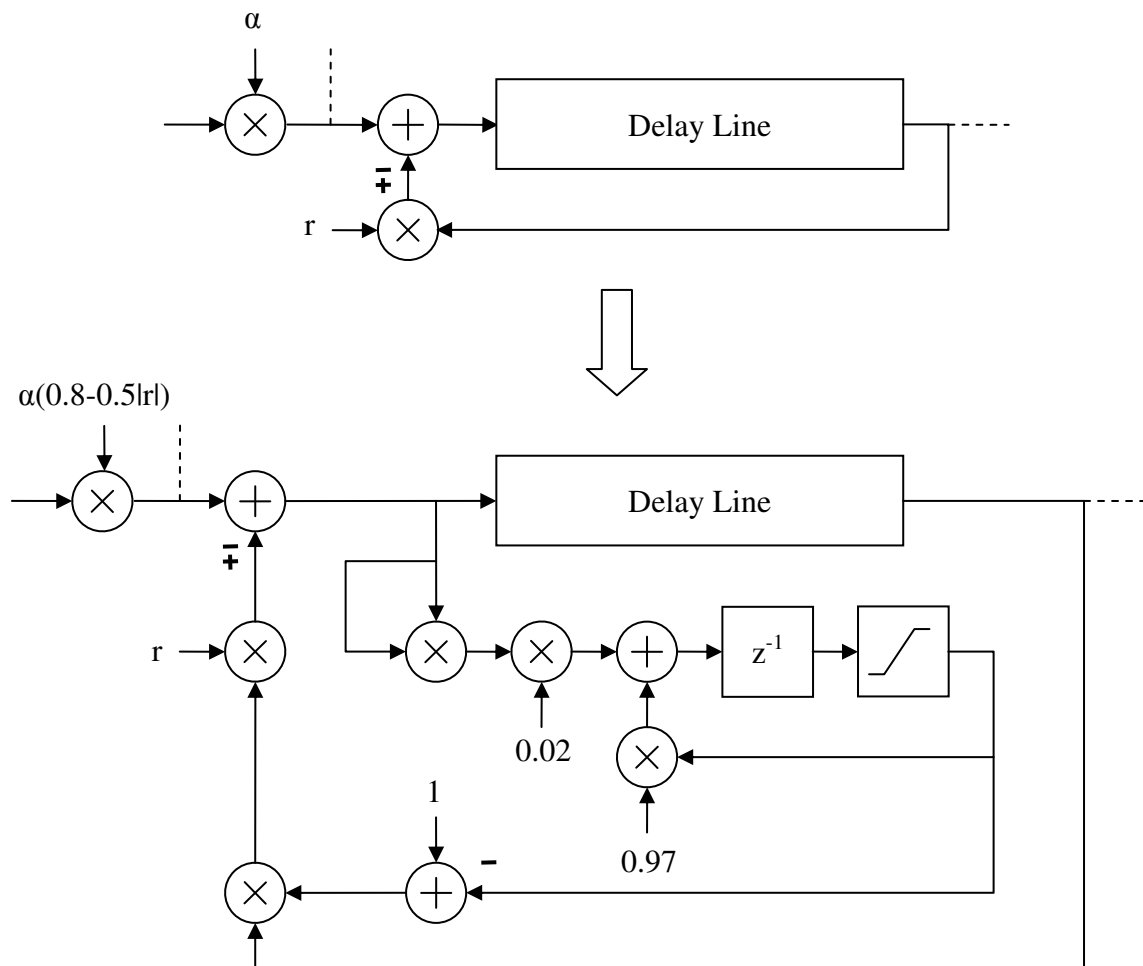 α
Delay Line
±
r
α(0.8-0.5|r|)
Delay Line
±
r
z⁻¹
0.02
1
0.97
-